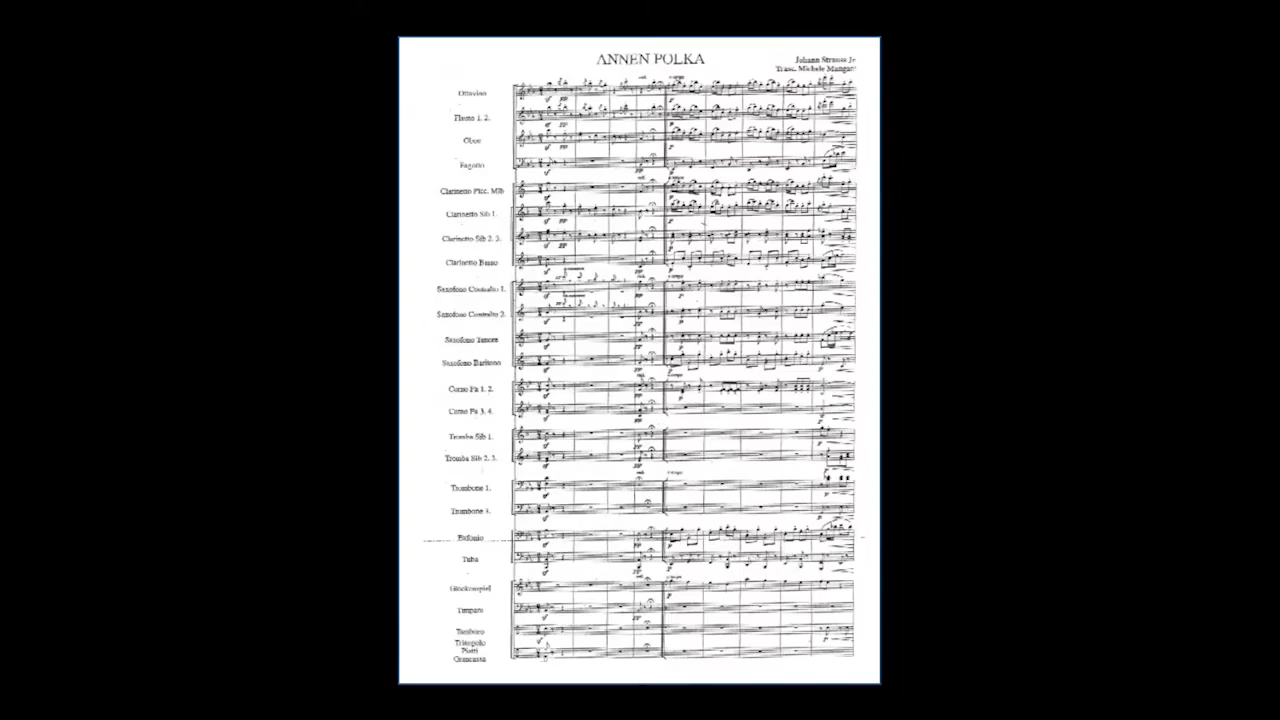 ANNEN POLKA
Johann Strauss Jr
Trasc. Michele Mangani
Ottavino
Flauto 1. 2.
Oboe
Fagotto
Clarinetto Picc. MIb
Clarinetto Sib 1.
Clarinetto Sib 2. 3.
Clarinetto Basso
Saxofono Contralto 1.
Saxofono Contralto 2.
Saxofono Tenore
Saxofono Baritono
Corno Fa 1. 2.
Corno Fa 3. 4.
Tromba Sib 1.
Tromba Sib 2. 3.
Trombone 1.
Trombone 3.
Eufonio
Tuba
Glockenspiel
Timpani
Tamburo
Triangolo
Piatti
Grancassa